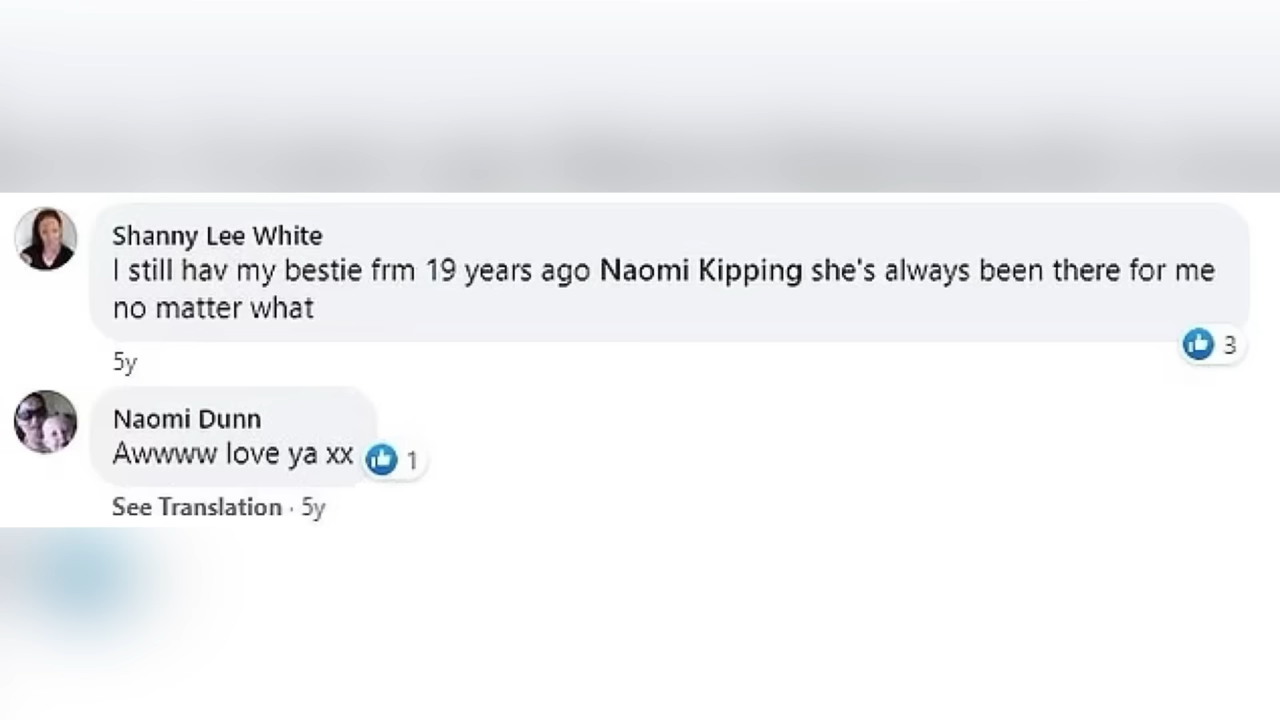 Shanny Lee White
I still hav my bestie frm 19 years ago Naomi Kipping she's always been there for me
no matter what
3
5y
Naomi Dunn
Awwww love ya xx 1
See Translation · 5y